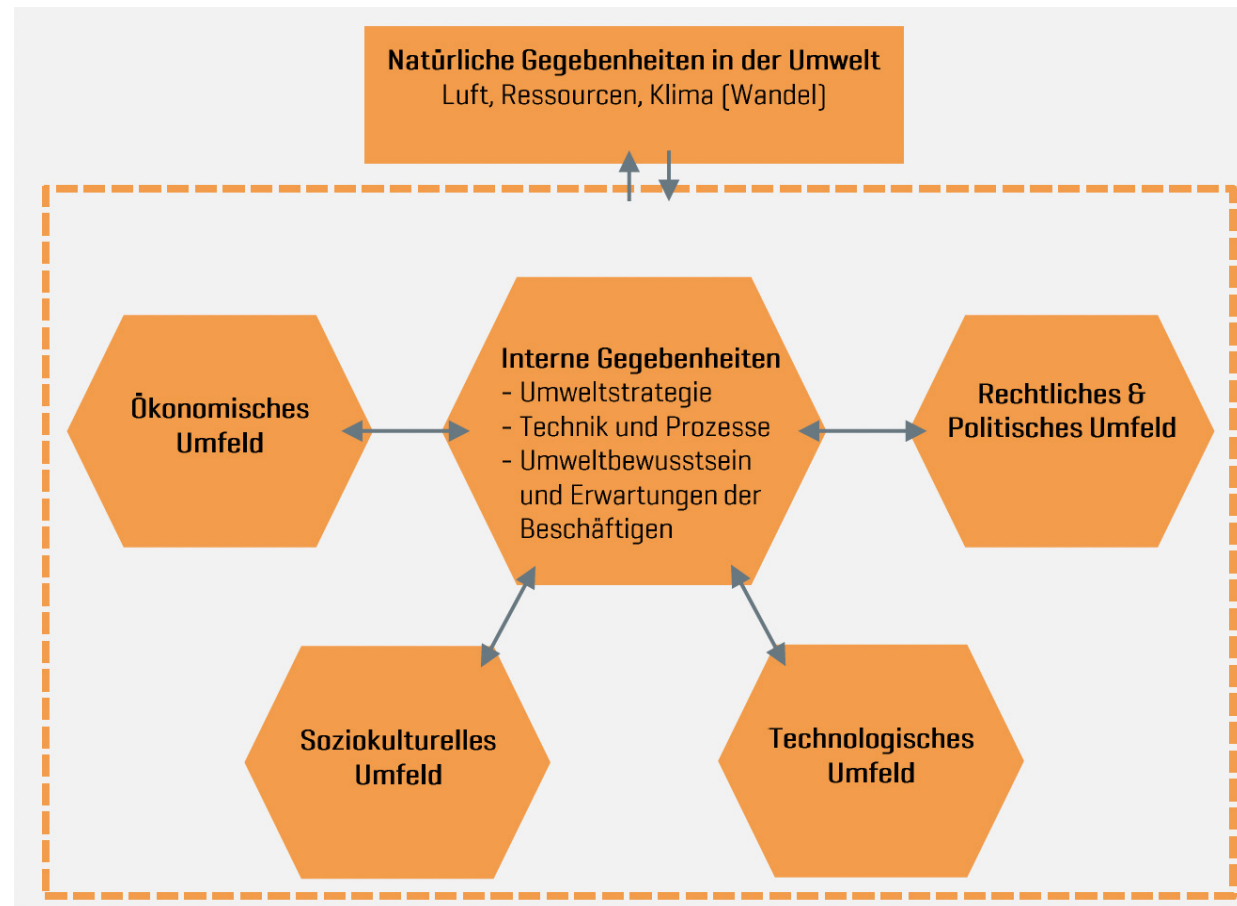 Natürliche Gegebenheiten in der Umwelt
Luft, Ressourcen, Klima (Wandel)
Ökonomisches
Umfeld
Interne Gegebenheiten
- Umweltstrategie
- Technik und Prozesse
- Umweltbewusstsein
und Erwartungen der
Beschäftigen
Rechtliches &
Politisches Umfeld
Soziokulturelles
Umfeld
Technologisches
Umfeld